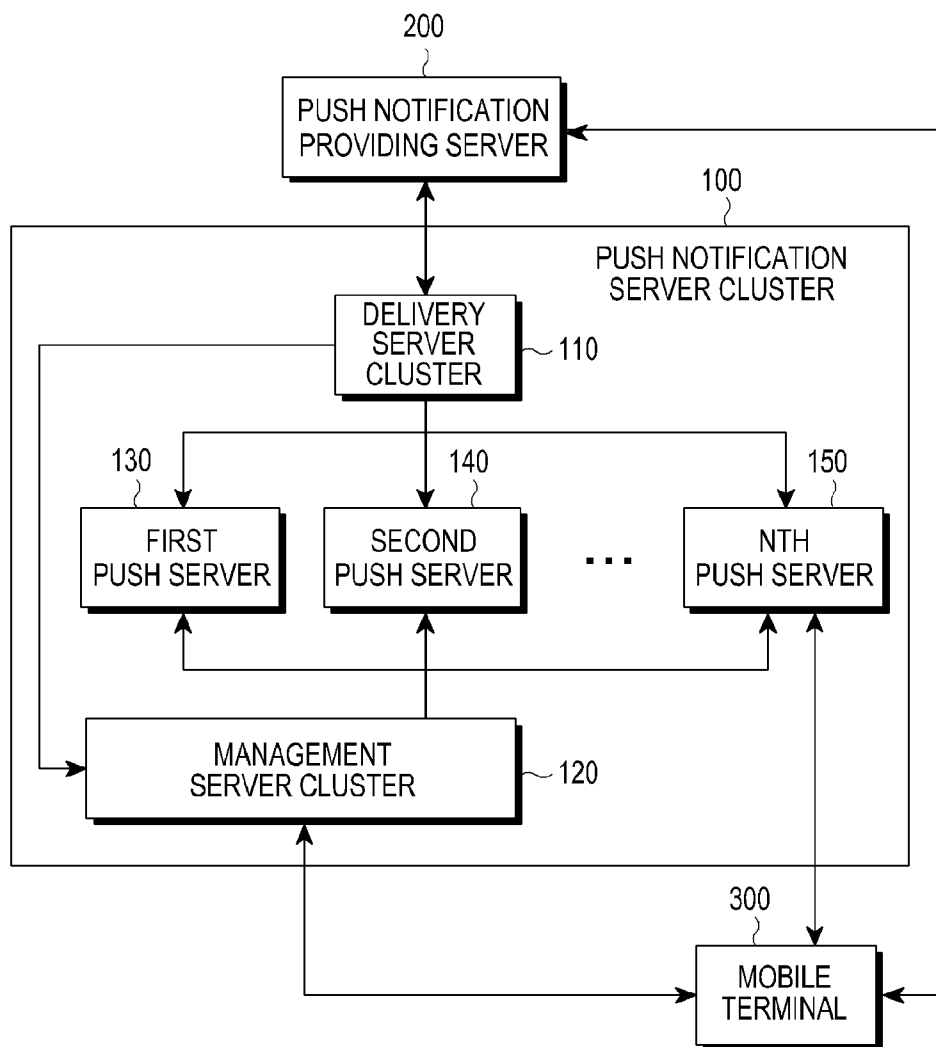 200
PUSH NOTIFICATION
PROVIDING SERVER
100
PUSH NOTIFICATION
SERVER CLUSTER
DELIVERY
SERVER
CLUSTER
110
130
140
150
FIRST
PUSH SERVER
SECOND
PUSH SERVER
...
NTH
PUSH SERVER
MANAGEMENT
SERVER CLUSTER
120
300
MOBILE
TERMINAL